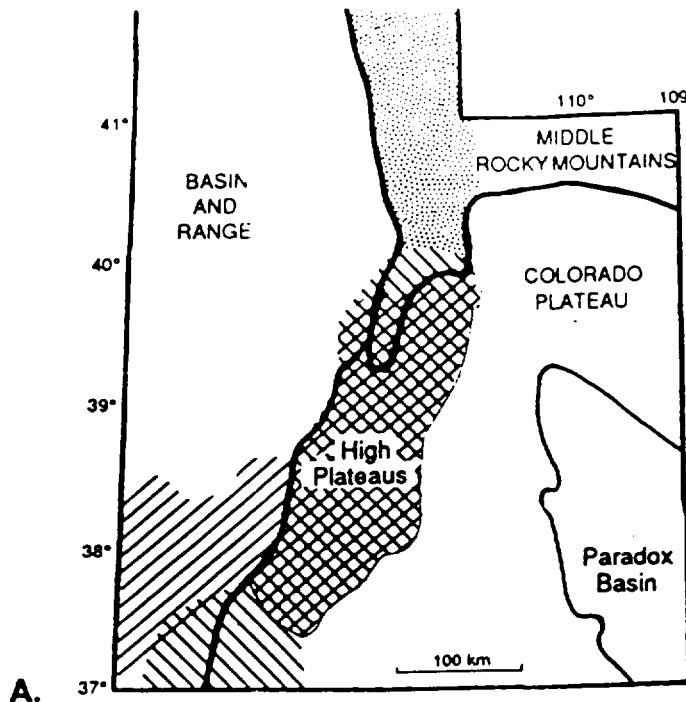 110°
109
41°
MIDDLE
ROCKY MOUNTAINS
BASIN
AND
RANGE
40°
COLORADO
PLATEAU
39°
High
Plateaus
38°
Paradox
Basin
100 km
A.
37°